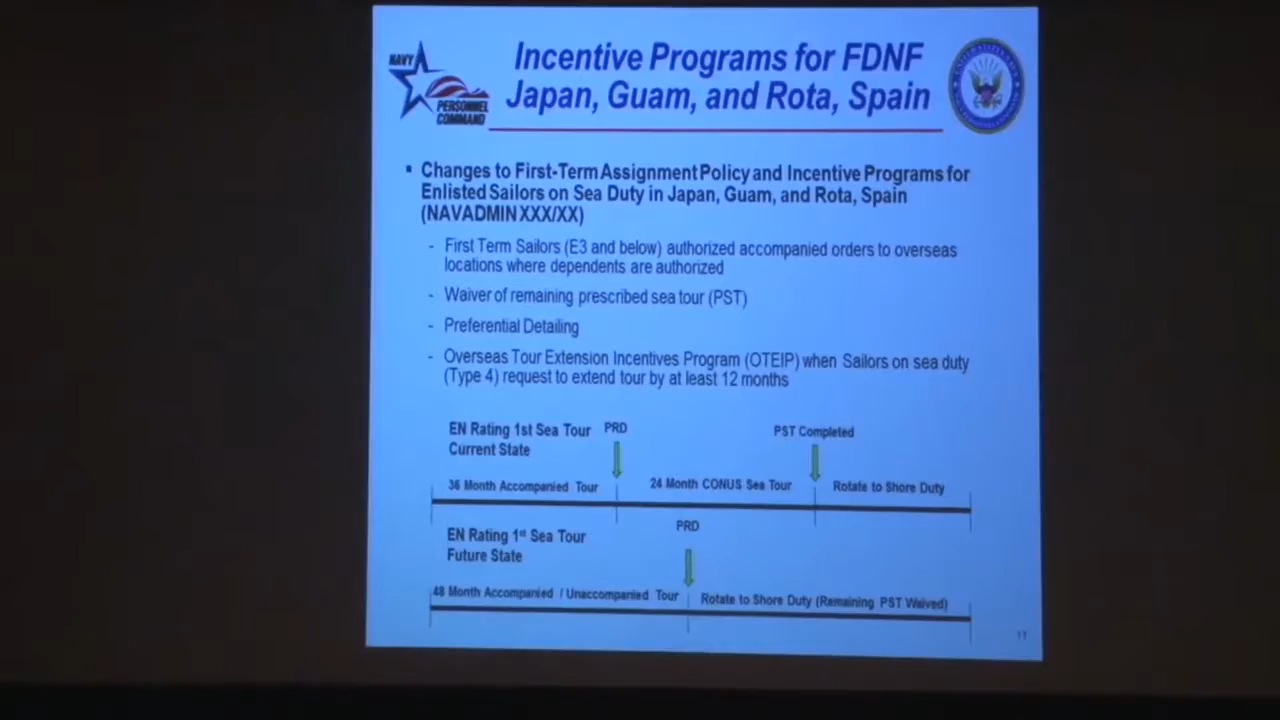 NAVY
PERSONNEL
COMMAND
Incentive Programs for FDNF
Japan, Guam, and Rota, Spain
▪ Changes to First-Term Assignment Policy and Incentive Programs for
Enlisted Sailors on Sea Duty in Japan, Guam, and Rota, Spain
(NAVADMIN XXX/XX)
- First Term Sailors (E3 and below) authorized accompanied orders to overseas
locations where dependents are authorized
- Waiver of remaining prescribed sea tour (PST)
- Preferential Detailing
- Overseas Tour Extension Incentives Program (OTEIP) when Sailors on sea duty
(Type 4) request to extend tour by at least 12 months
EN Rating 1st Sea Tour
Current State
PRD
PST Completed
36 Month Accompanied Tour
24 Month CONUS Sea Tour
Rotate to Shore Duty
EN Rating 1st Sea Tour
Future State
PRD
48 Month Accompanied / Unaccompanied Tour
Rotate to Shore Duty (Remaining PST Waived)
11